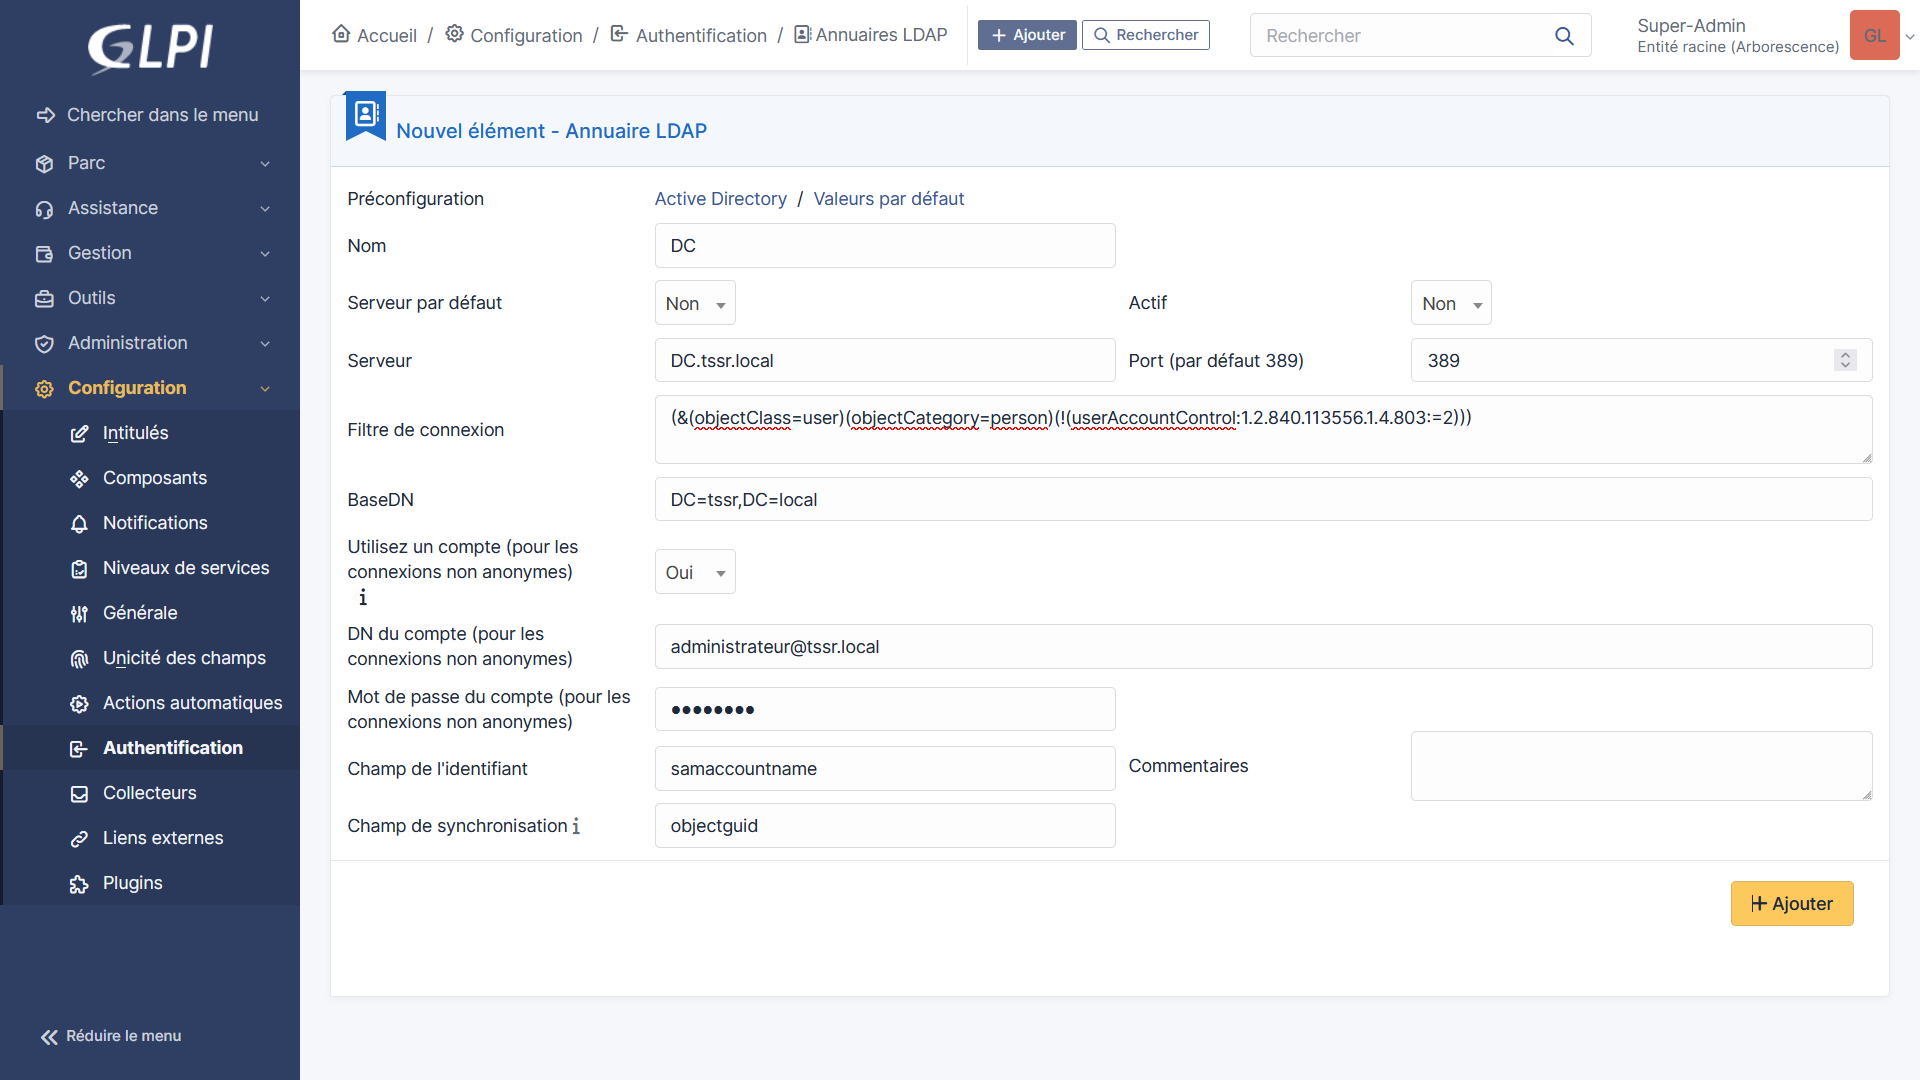 GLPI
Chercher dans le menu
Parc
Assistance
Gestion
Outils
Administration
Configuration
Intitulés
Composants
Notifications
Niveaux de services
Générale
Unicité des champs
Actions automatiques
Authentification
Collecteurs
Liens externes
Plugins
Réduire le menu
Accueil / Configuration / Authentification / Annuaires LDAP
Ajouter
Rechercher
Rechercher
Super-Admin
Entité racine (Arborescence)
GL
Nouvel élément - Annuaire LDAP
Préconfiguration Active Directory / Valeurs par défaut
Nom DC
Serveur par défaut Non Actif Non
Serveur DC.tssr.local Port (par défaut 389) 389
Filtre de connexion (&(objectClass=user)(objectCategory=person)(!(userAccountControl:1.2.840.113556.1.4.803:=2)))
BaseDN DC=tssr,DC=local
Utilisez un compte (pour les
connexions non anonymes) Oui
DN du compte (pour les
connexions non anonymes) administrateur@tssr.local
Mot de passe du compte (pour les
connexions non anonymes) ••••••••
Champ de l'identifiant samaccountname Commentaires
Champ de synchronisation objectguid
Ajouter